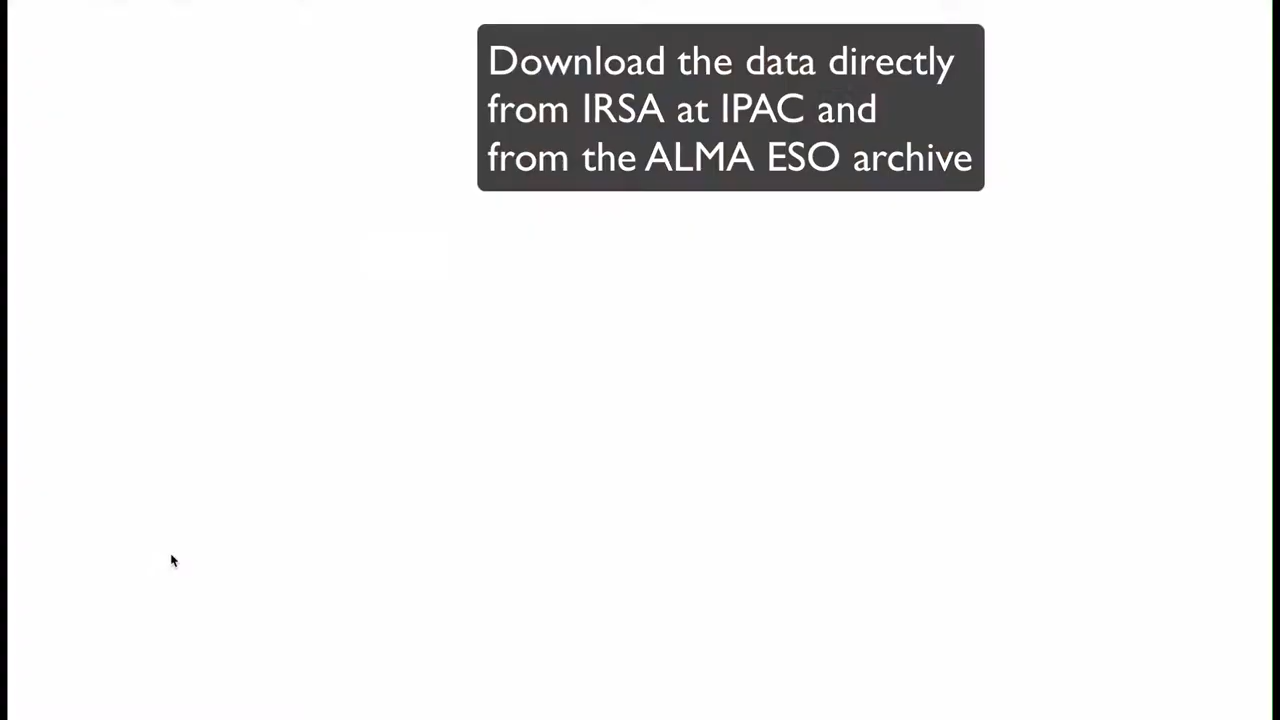 Download the data directly
from IRSA at IPAC and
from the ALMA ESO archive